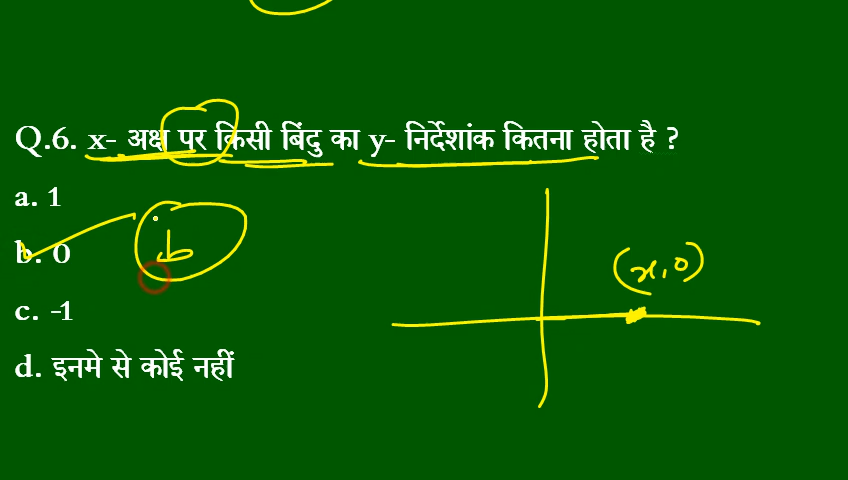 Q.6. x- अक्ष पर किसी बिंदु का y- निर्देशांक कितना होता है ?
a. 1
b. 0
b
(x,0)
c. -1
d. इनमे से कोई नहीं